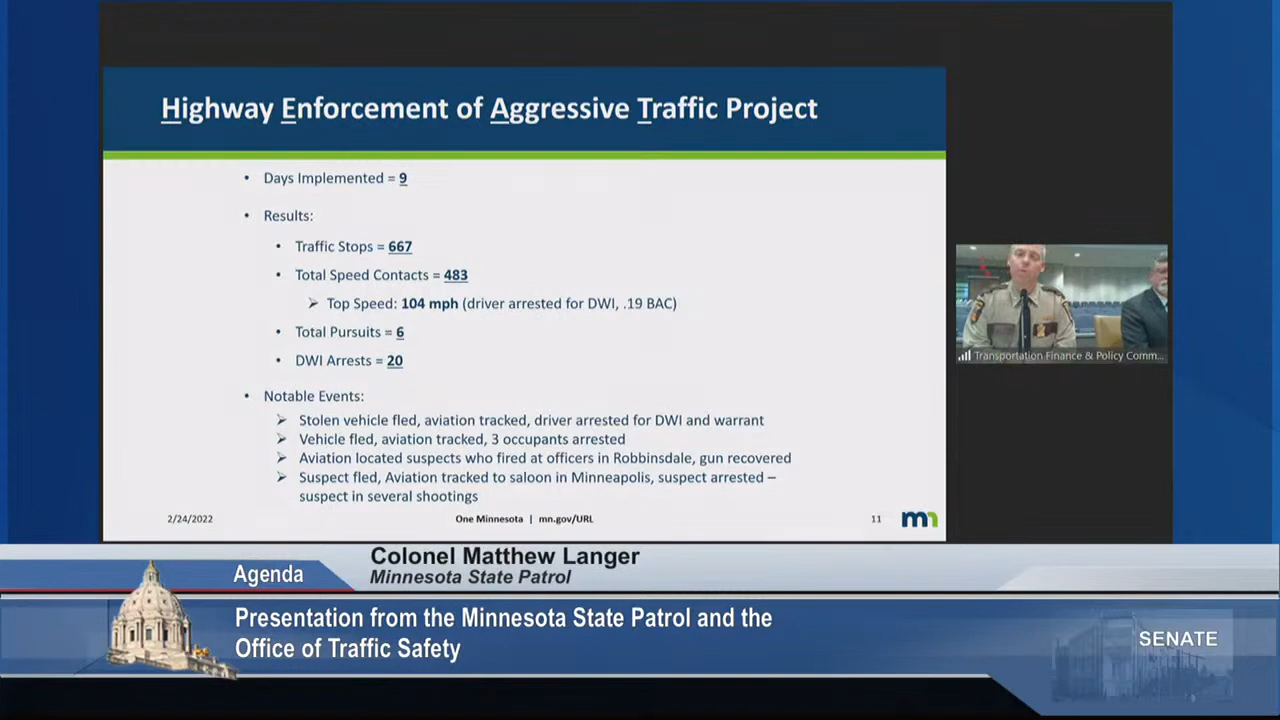 Highway Enforcement of Aggressive Traffic Project
• Days Implemented = 9
• Results:
• Traffic Stops = 667
• Total Speed Contacts = 483
➢ Top Speed: 104 mph (driver arrested for DWI, .19 BAC)
• Total Pursuits = 6
• DWI Arrests = 20
• Notable Events:
➢ Stolen vehicle fled, aviation tracked, driver arrested for DWI and warrant
➢ Vehicle fled, aviation tracked, 3 occupants arrested
➢ Aviation located suspects who fired at officers in Robbinsdale, gun recovered
➢ Suspect fled, Aviation tracked to saloon in Minneapolis, suspect arrested –
suspect in several shootings
2/24/2022 One Minnesota | mn.gov/URL 11 mn
Transportation Finance & Policy Comm...
Colonel Matthew Langer
Minnesota State Patrol
Agenda
Presentation from the Minnesota State Patrol and the
Office of Traffic Safety
SENATE